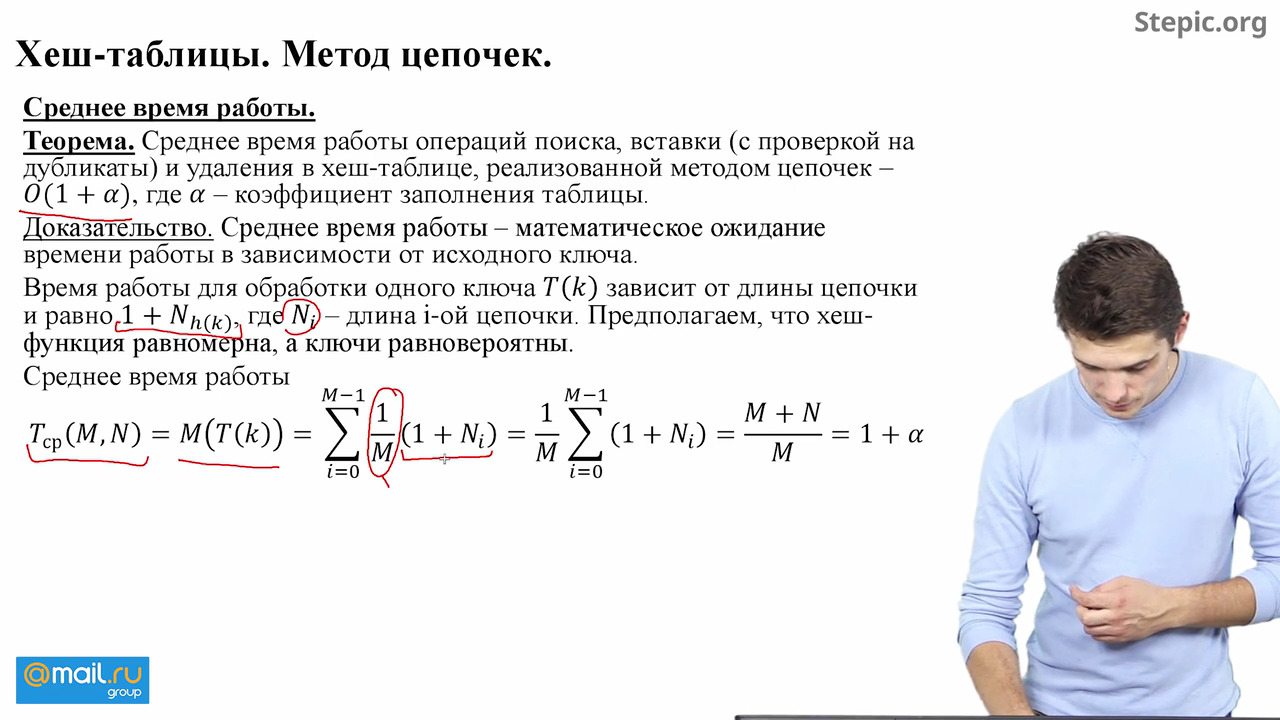 Stepic.org
Хеш-таблицы. Метод цепочек.
Среднее время работы.
Теорема. Среднее время работы операций поиска, вставки (с проверкой на
дубликаты) и удаления в хеш-таблице, реализованной методом цепочек –
O(1 + α), где α – коэффициент заполнения таблицы.
Доказательство. Среднее время работы – математическое ожидание
времени работы в зависимости от исходного ключа.
Время работы для обработки одного ключа T(k) зависит от длины цепочки
и равно 1 + N_{h(k)}, где N_i – длина i-ой цепочки. Предполагаем, что хеш-
функция равномерна, а ключи равновероятны.
Среднее время работы
T_{ср}(M, N) = M(T(k)) = \sum_{i=0}^{M−1} \frac{1}{M} (1 + N_i) = \frac{1}{M} \sum_{i=0}^{M−1} (1 + N_i) = \frac{M + N}{M} = 1 + α
@mail.ru
group